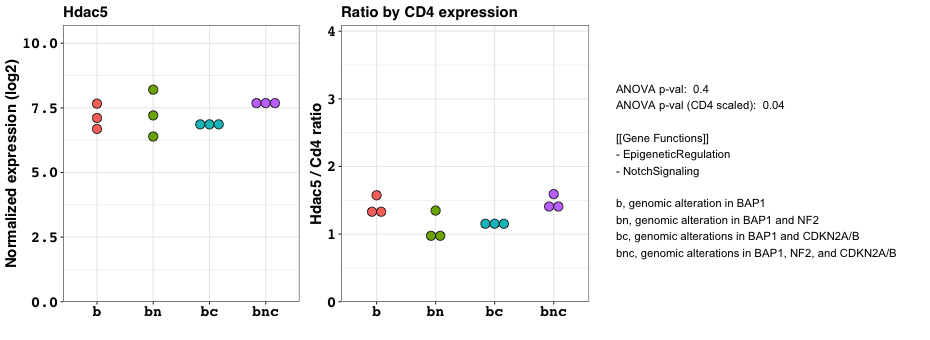 Hdac5
Normalized expression (log2)
10.0
7.5
5.0
2.5
0.0
b bn bc bnc
Ratio by CD4 expression
Hdac5 / Cd4 ratio
4
3
2
1
0
b bn bc bnc
ANOVA p-val: 0.4
ANOVA p-val (CD4 scaled): 0.04
[[Gene Functions]]
- EpigeneticRegulation
- NotchSignaling
b, genomic alteration in BAP1
bn, genomic alteration in BAP1 and NF2
bc, genomic alterations in BAP1 and CDKN2A/B
bnc, genomic alterations in BAP1, NF2, and CDKN2A/B